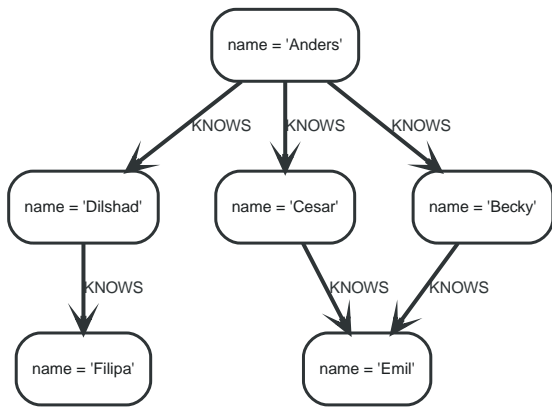 name = 'Anders'
KNOWS
KNOWS
KNOWS
name = 'Dilshad'
name = 'Cesar'
name = 'Becky'
KNOWS
KNOWS
KNOWS
name = 'Filipa'
name = 'Emil'